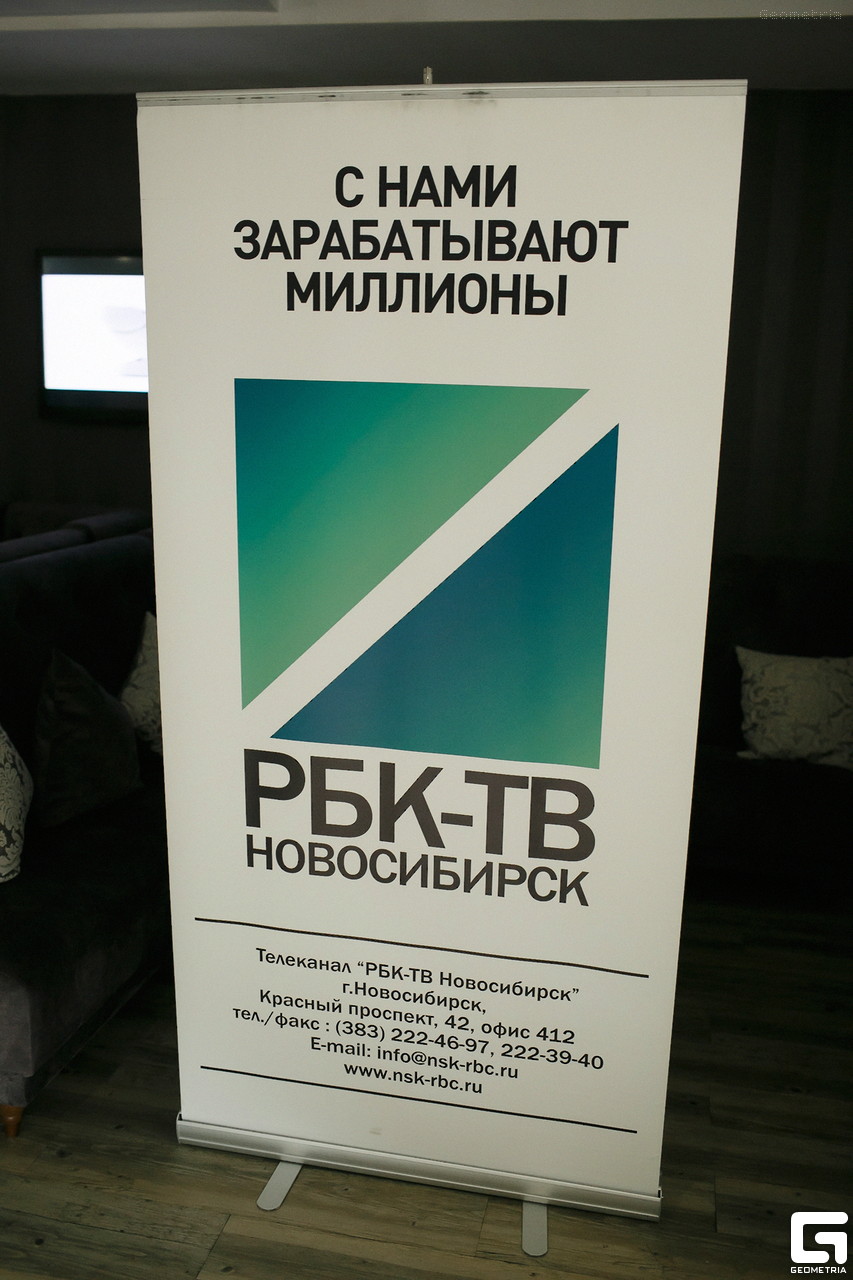 Geometria
С НАМИ
ЗАРАБАТЫВАЮТ
МИЛЛИОНЫ
РБК-ТВ
НОВОСИБИРСК
Телеканал “РБК-ТВ Новосибирск”
г.Новосибирск,
Красный проспект, 42, офис 412
тел./факс : (383) 222-46-97, 222-39-40
E-mail: info@nsk-rbc.ru
www.nsk-rbc.ru
GEOMETRIA